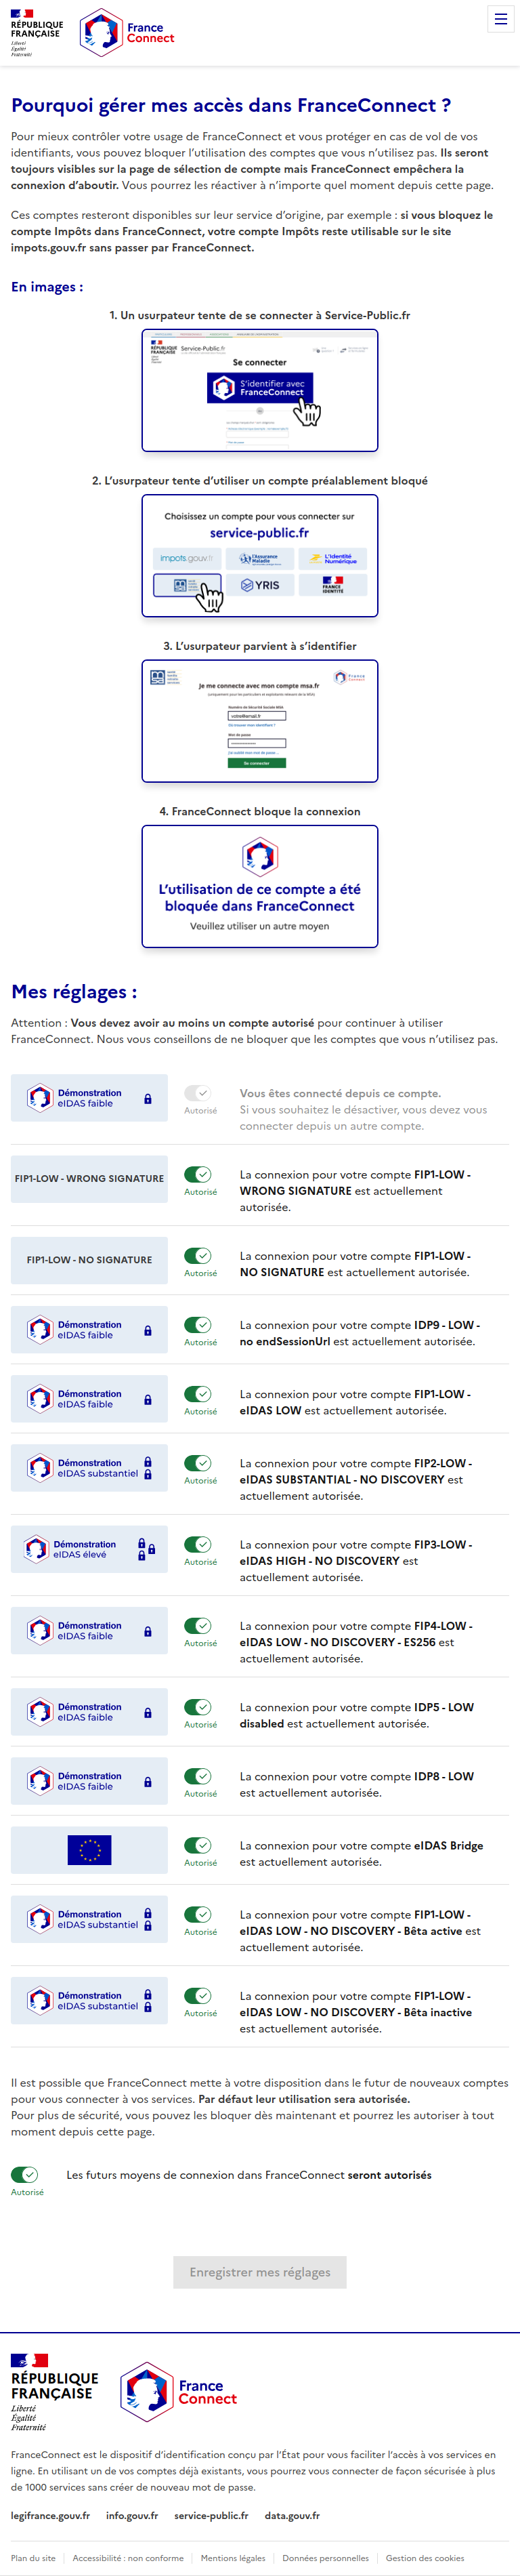 RÉPUBLIQUE
FRANÇAISE
Liberté
Égalité
Fraternité
France
Connect
Pourquoi gérer mes accès dans FranceConnect ?
Pour mieux contrôler votre usage de FranceConnect et vous protéger en cas de vol de vos
identifiants, vous pouvez bloquer l’utilisation des comptes que vous n’utilisez pas. Ils seront
toujours visibles sur la page de sélection de compte mais FranceConnect empêchera la
connexion d’aboutir. Vous pourrez les réactiver à n’importe quel moment depuis cette page.
Ces comptes resteront disponibles sur leur service d’origine, par exemple : si vous bloquez le
compte Impôts dans FranceConnect, votre compte Impôts reste utilisable sur le site
impots.gouv.fr sans passer par FranceConnect.
En images :
1. Un usurpateur tente de se connecter à Service-Public.fr
RÉPUBLIQUE
FRANÇAISE
Service-Public.fr
Se connecter
S’identifier avec
FranceConnect
2. L’usurpateur tente d’utiliser un compte préalablement bloqué
Choisissez un compte pour vous connecter sur
service-public.fr
impots.gouv.fr
l’Assurance
Maladie
L’Identité
Numérique
YRIS
FRANCE
IDENTITÉ
3. L’usurpateur parvient à s’identifier
France
Connect
Je me connecte avec mon compte msa.fr
Numéro de Sécurité Sociale MSA
votre@email.fr
Mot de passe
Se connecter
4. FranceConnect bloque la connexion
L’utilisation de ce compte a été
bloquée dans FranceConnect
Veuillez utiliser un autre moyen
Mes réglages :
Attention : Vous devez avoir au moins un compte autorisé pour continuer à utiliser
FranceConnect. Nous vous conseillons de ne bloquer que les comptes que vous n’utilisez pas.
Démonstration
eIDAS faible
Autorisé
Vous êtes connecté depuis ce compte.
Si vous souhaitez le désactiver, vous devez vous
connecter depuis un autre compte.
FIP1-LOW - WRONG SIGNATURE
Autorisé
La connexion pour votre compte FIP1-LOW -
WRONG SIGNATURE est actuellement
autorisée.
FIP1-LOW - NO SIGNATURE
Autorisé
La connexion pour votre compte FIP1-LOW -
NO SIGNATURE est actuellement autorisée.
Démonstration
eIDAS faible
Autorisé
La connexion pour votre compte IDP9 - LOW -
no endSessionUrl est actuellement autorisée.
Démonstration
eIDAS faible
Autorisé
La connexion pour votre compte FIP1-LOW -
eIDAS LOW est actuellement autorisée.
Démonstration
eIDAS substantiel
Autorisé
La connexion pour votre compte FIP2-LOW -
eIDAS SUBSTANTIAL - NO DISCOVERY est
actuellement autorisée.
Démonstration
eIDAS élevé
Autorisé
La connexion pour votre compte FIP3-LOW -
eIDAS HIGH - NO DISCOVERY est
actuellement autorisée.
Démonstration
eIDAS faible
Autorisé
La connexion pour votre compte FIP4-LOW -
eIDAS LOW - NO DISCOVERY - ES256 est
actuellement autorisée.
Démonstration
eIDAS faible
Autorisé
La connexion pour votre compte IDP5 - LOW
disabled est actuellement autorisée.
Démonstration
eIDAS faible
Autorisé
La connexion pour votre compte IDP8 - LOW
est actuellement autorisée.
Autorisé
La connexion pour votre compte eIDAS Bridge
est actuellement autorisée.
Démonstration
eIDAS substantiel
Autorisé
La connexion pour votre compte FIP1-LOW -
eIDAS LOW - NO DISCOVERY - Bêta active est
actuellement autorisée.
Démonstration
eIDAS substantiel
Autorisé
La connexion pour votre compte FIP1-LOW -
eIDAS LOW - NO DISCOVERY - Bêta inactive
est actuellement autorisée.
Il est possible que FranceConnect mette à votre disposition dans le futur de nouveaux comptes
pour vous connecter à vos services. Par défaut leur utilisation sera autorisée.
Pour plus de sécurité, vous pouvez les bloquer dès maintenant et pourrez les autoriser à tout
moment depuis cette page.
Autorisé
Les futurs moyens de connexion dans FranceConnect seront autorisés
Enregistrer mes réglages
RÉPUBLIQUE
FRANÇAISE
Liberté
Égalité
Fraternité
France
Connect
FranceConnect est le dispositif d’identification conçu par l’État pour vous faciliter l’accès à vos services en
ligne. En utilisant un de vos comptes déjà existants, vous pourrez vous connecter de façon sécurisée à plus
de 1000 services sans créer de nouveau mot de passe.
legifrance.gouv.fr info.gouv.fr service-public.fr data.gouv.fr
Plan du site Accessibilité : non conforme Mentions légales Données personnelles Gestion des cookies